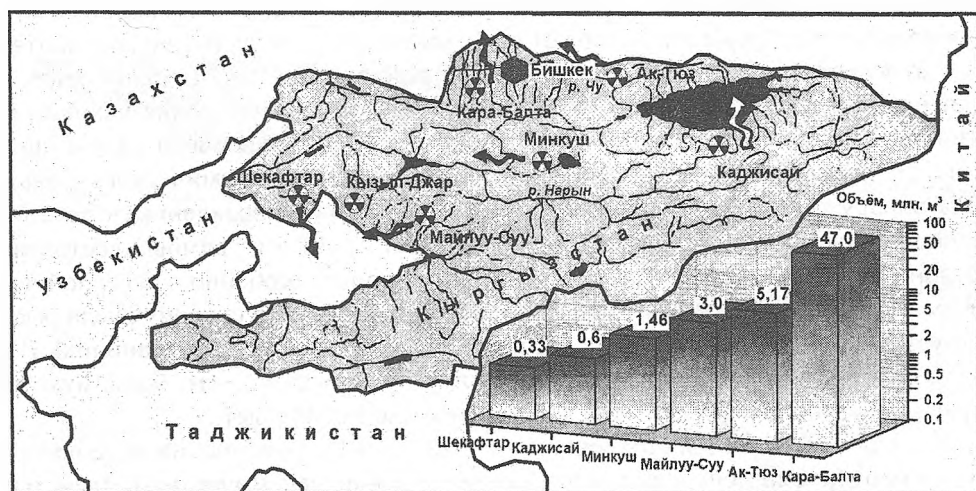 Казахстан
Китай
Бишкек
Ак-Тюз
р. Чу
Кара-Балта
Минкуш
Каджисай
Шекафтар
Кызыл-Джар
р. Нарын
Майлуу-Суу
Узбекистан
Кыргызстан
Таджикистан
Объём, млн. м³
100
50
20
10
5
2
1
0.5
0.2
0.1
0,33
0,6
1,46
3,0
5,17
47,0
Шекафтар
Каджисай
Минкуш
Майлуу-Суу
Ак-Тюз
Кара-Балта